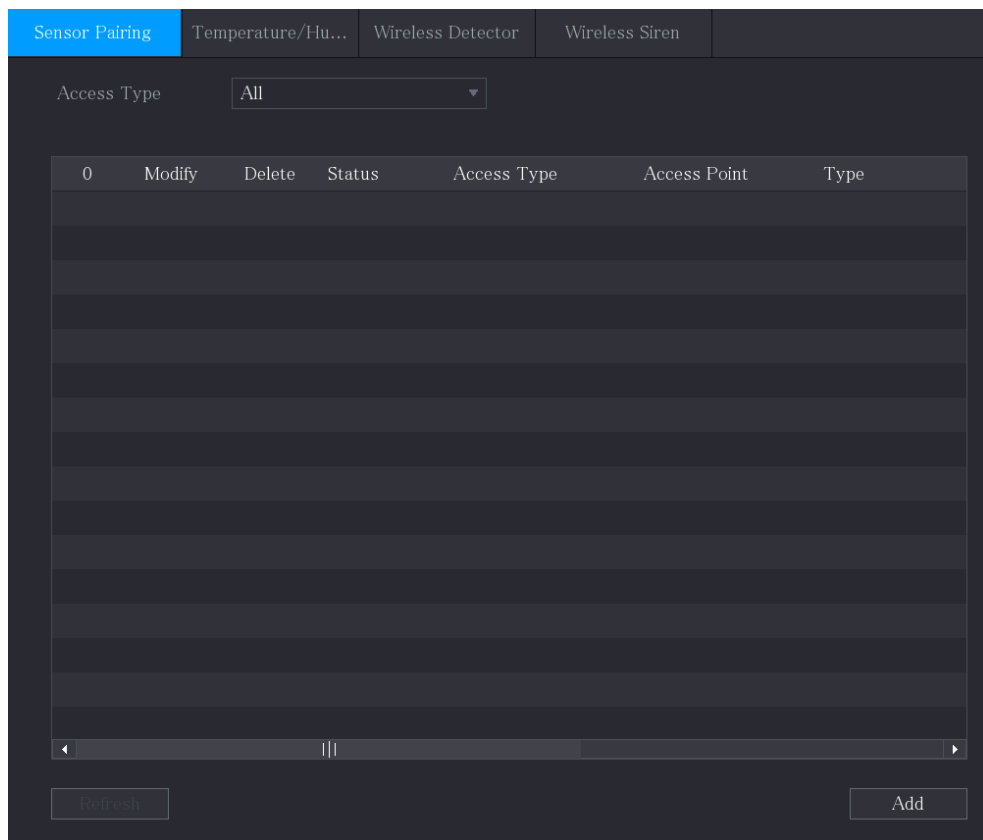 Sensor Pairing Temperature/Hu... Wireless Detector Wireless Siren
Access Type All
0 Modify Delete Status Access Type Access Point Type
Refresh Add